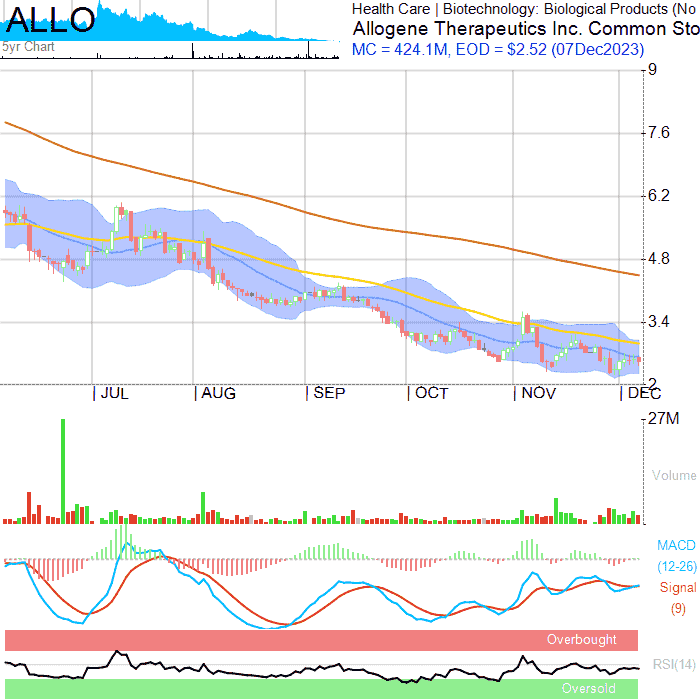 ALLO
5yr Chart
Health Care | Biotechnology: Biological Products (No
Allogene Therapeutics Inc. Common Sto
MC = 424.1M, EOD = $2.52 (07Dec2023)
9
7.6
6.2
4.8
3.4
2
JUL AUG SEP OCT NOV DEC
27M
Volume
MACD
(12-26)
Signal
(9)
Overbought
RSI(14)
Oversold